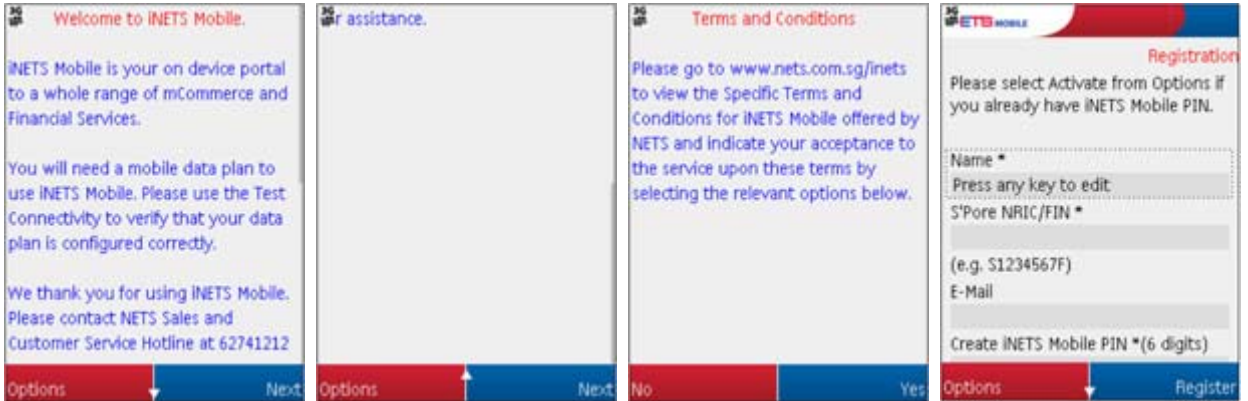 Welcome to iNETS Mobile.
iNETS Mobile is your on device portal
to a whole range of mCommerce and
Financial Services.
You will need a mobile data plan to
use iNETS Mobile. Please use the Test
Connectivity to verify that your data
plan is configured correctly.
We thank you for using iNETS Mobile.
Please contact NETS Sales and
Customer Service Hotline at 62741212
Options Next
r assistance.
Options Next
Terms and Conditions
Please go to www.nets.com.sg/inets
to view the Specific Terms and
Conditions for iNETS Mobile offered by
NETS and indicate your acceptance to
the service upon these terms by
selecting the relevant options below.
No Yes
ETS MOBILE
Registration
Please select Activate from Options if
you already have iNETS Mobile PIN.
Name *
Press any key to edit
S'Pore NRIC/FIN *
(e.g. S1234567F)
E-Mail
Create iNETS Mobile PIN *(6 digits)
Options Register